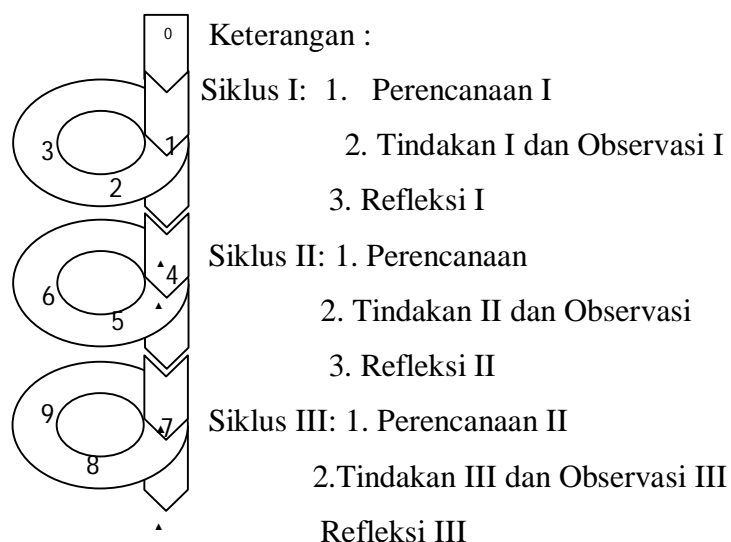 0
Keterangan :
Siklus I: 1. Perencanaan I
3
1
2. Tindakan I dan Observasi I
2
3. Refleksi I
Siklus II: 1. Perencanaan
4
6
5
2. Tindakan II dan Observasi
3. Refleksi II
9
7
Siklus III: 1. Perencanaan II
8
2.Tindakan III dan Observasi III
Refleksi III